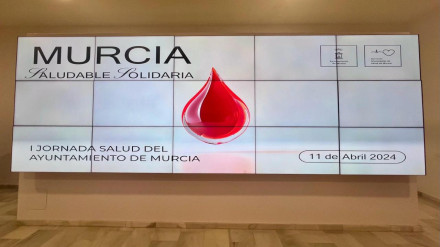 MURCIA
SALUDABLE SOLIDARIA
I JORNADA SALUD DEL
AYUNTAMIENTO DE MURCIA
11 de Abril 2024